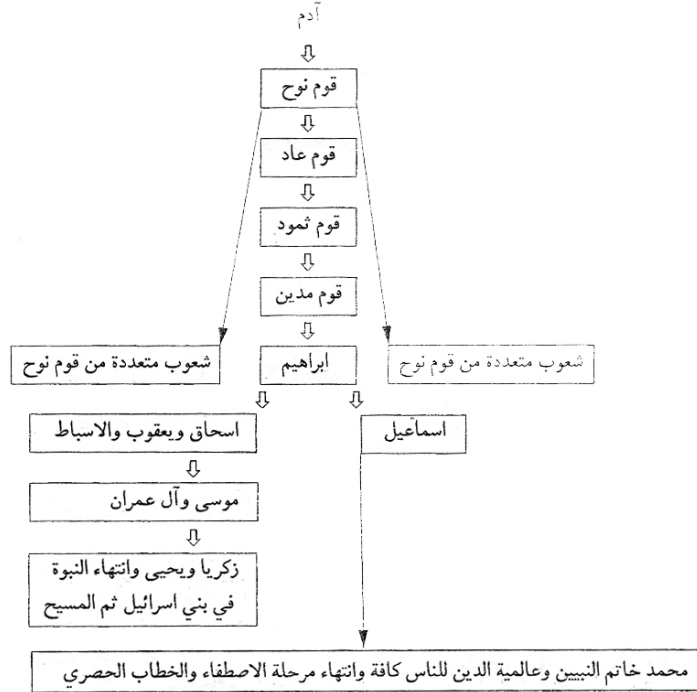 آدم
قوم نوح
قوم عاد
قوم ثمود
قوم مدين
شعوب متعددة من قوم نوح
ابراهيم
شعوب متعددة من قوم نوح
اسماعيل
اسحاق ويعقوب والاسباط
موسى وآل عمران
زكريا ويحيى وانتهاء النبوة
في بني اسرائيل ثم المسيح
محمد خاتم النبيين وعالمية الدين للناس كافة وانتهاء مرحلة الاصطفاء والخطاب الحصري